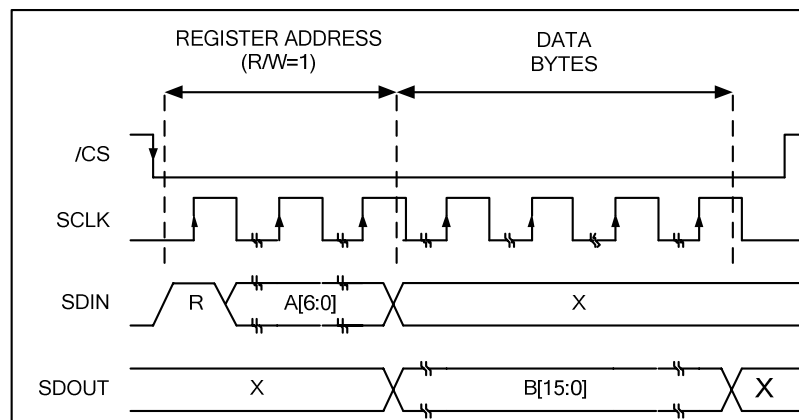 REGISTER ADDRESS
(R/W=1)
DATA
BYTES
/CS
SCLK
SDIN
R
A[6:0]
X
SDOUT
X
B[15:0]
X